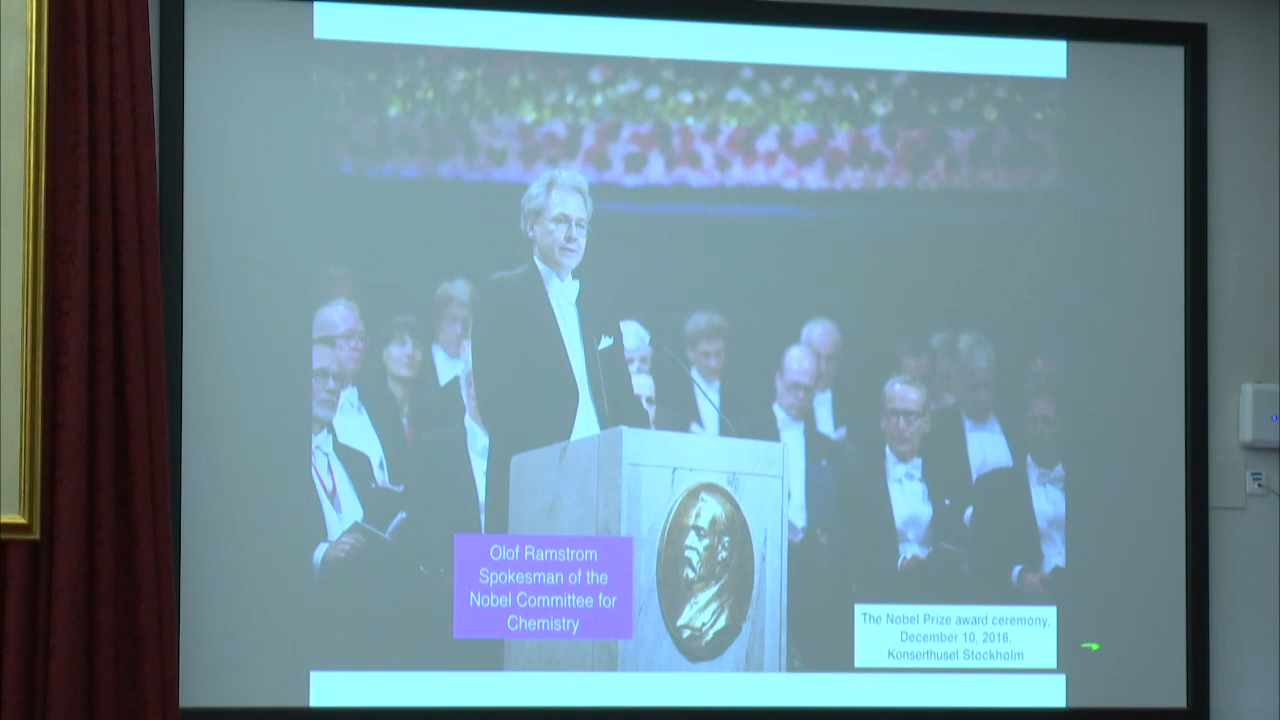 Olof Ramstrom
Spokesman of the
Nobel Committee for
Chemistry
The Nobel Prize award ceremony,
December 10, 2016,
Konserthuset Stockholm